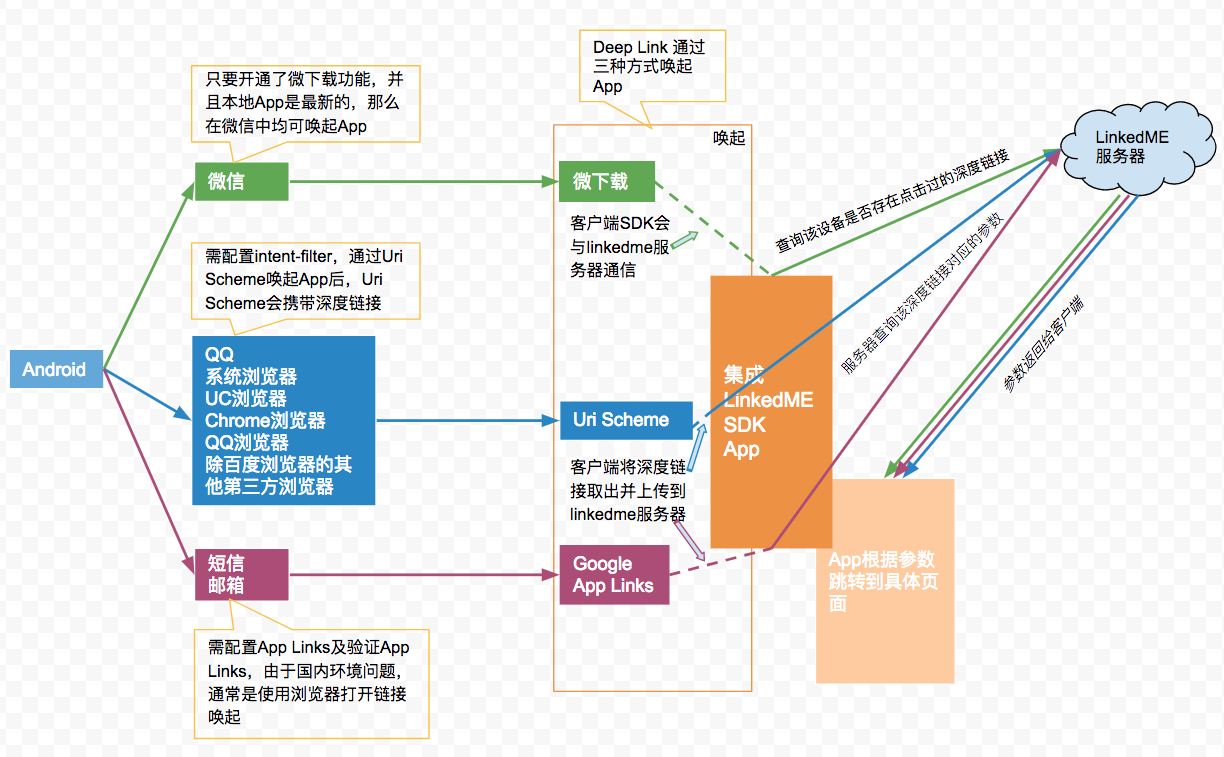 Deep Link 通过
三种方式唤起
App
只要开通了微下载功能，并
且本地App是最新的，那么
在微信中均可唤起App
唤起
LinkedME
服务器
微信
微下载
查询该设备是否存在点击过的深度链接
客户端SDK会
与linkedme服
务器通信
需配置intent-filter，通过Uri
Scheme唤起App后，Uri
Scheme会携带深度链接
服务器查询该深度链接对应的参数
参数返回给客户端
Android
QQ
系统浏览器
UC浏览器
Chrome浏览器
QQ浏览器
除百度浏览器的其
他第三方浏览器
Uri Scheme
集成
LinkedME
SDK
App
客户端将深度链
接取出并上传到
linkedme服务器
短信
邮箱
Google
App Links
App根据参数
跳转到具体页
面
需配置App Links及验证App
Links，由于国内环境问题，
通常是使用浏览器打开链接
唤起